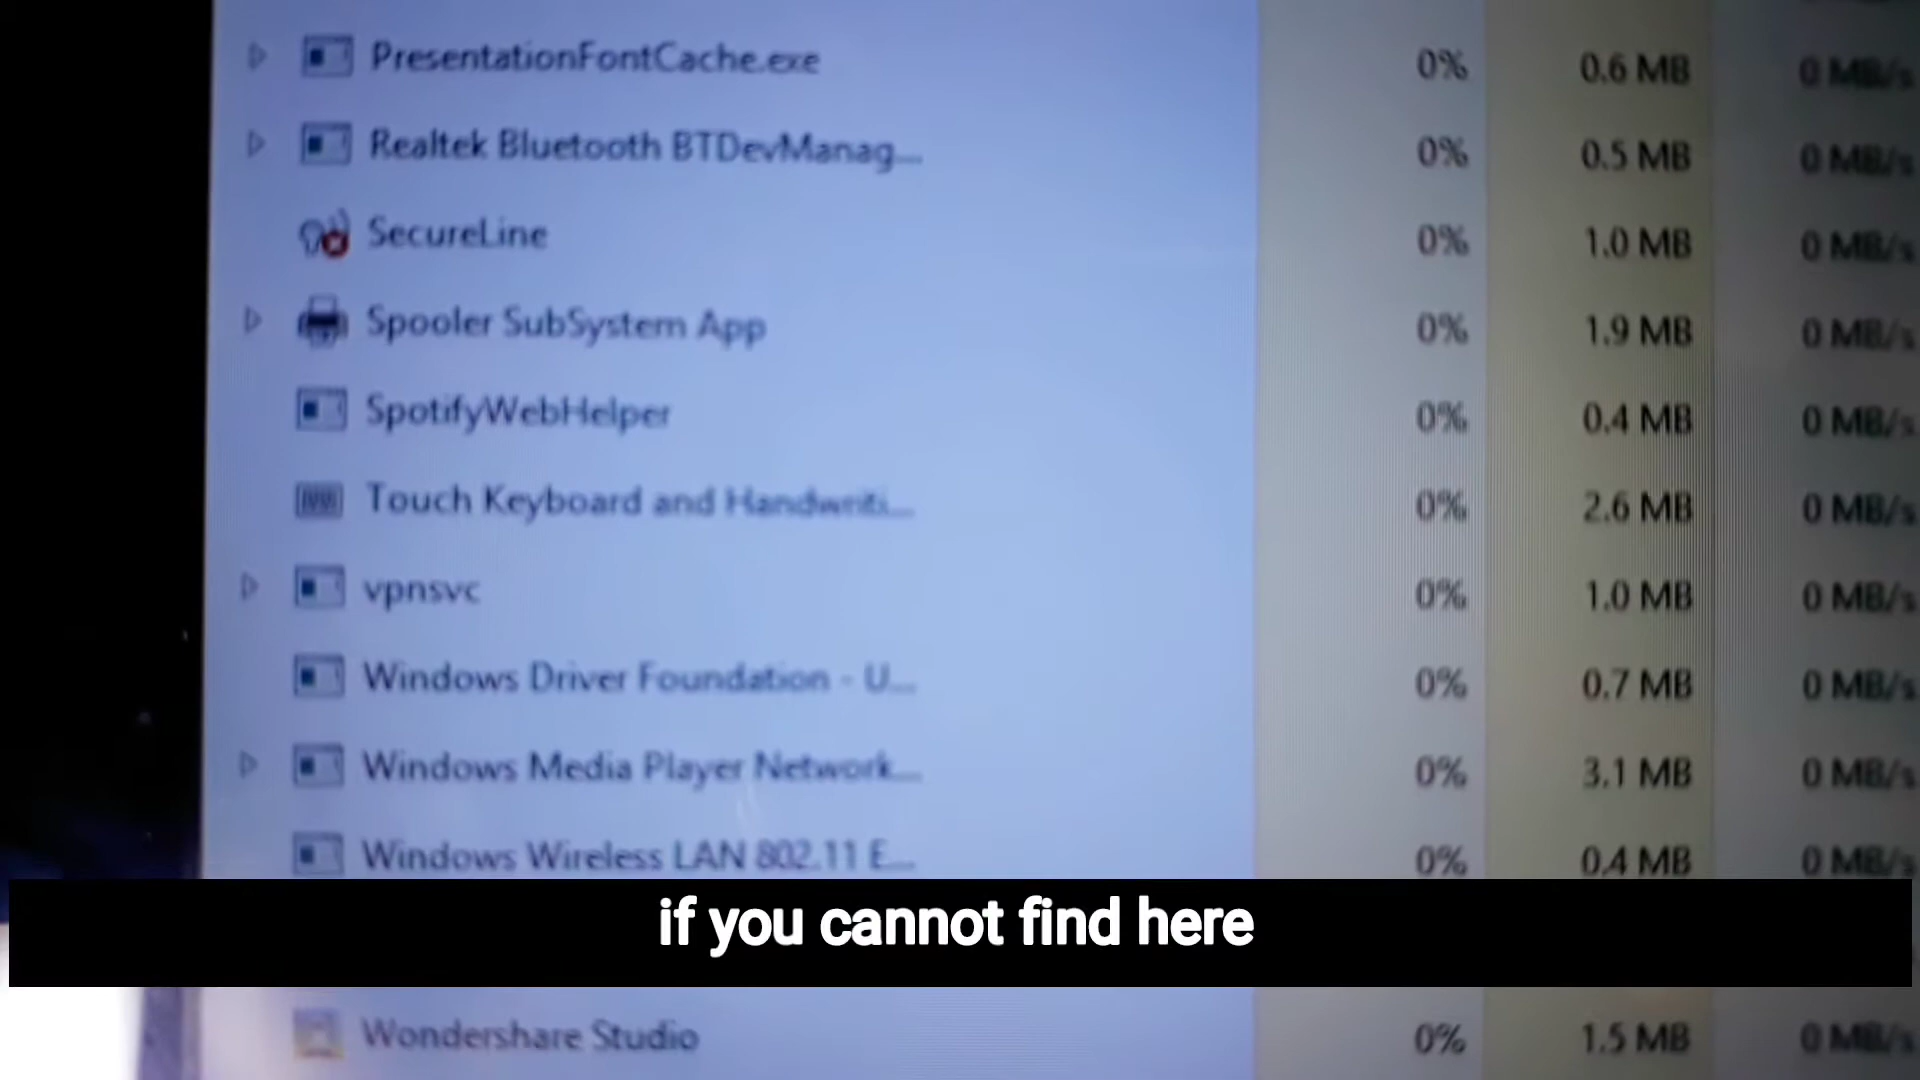 PresentationFontCache.exe 0% 0.6 MB 0 MB/s
Realtek Bluetooth BTDevManag... 0% 0.5 MB 0 MB/s
SecureLine 0% 1.0 MB 0 MB/s
Spooler SubSystem App 0% 1.9 MB 0 MB/s
SpotifyWebHelper 0% 0.4 MB 0 MB/s
Touch Keyboard and Handwriti... 0% 2.6 MB 0 MB/s
vpnsvc 0% 1.0 MB 0 MB/s
Windows Driver Foundation - U... 0% 0.7 MB 0 MB/s
Windows Media Player Network... 0% 3.1 MB 0 MB/s
Windows Wireless LAN 802.11 E... 0% 0.4 MB 0 MB/s
if you cannot find here
Wondershare Studio 0% 1.5 MB 0 MB/s